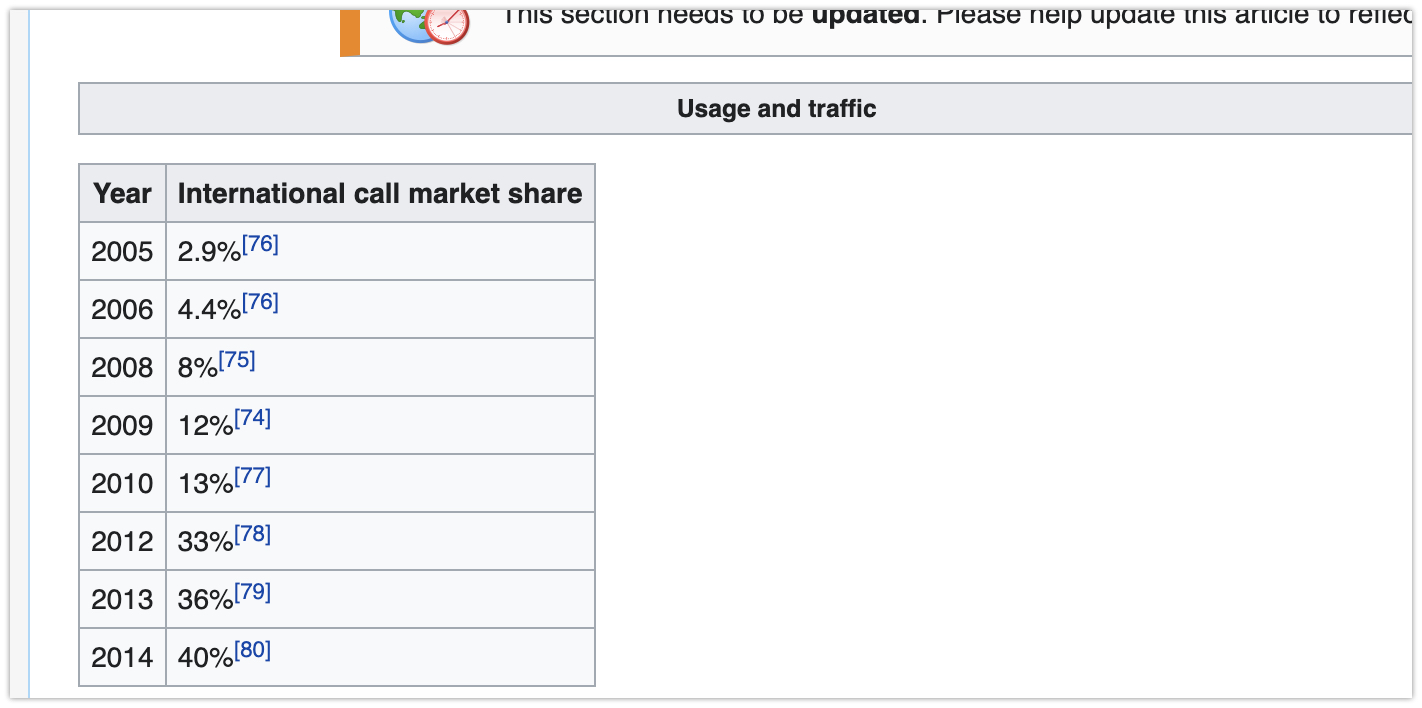 This section needs to be updated. Please help update this article to reflec
Usage and traffic
Year International call market share
2005 2.9%[76]
2006 4.4%[76]
2008 8%[75]
2009 12%[74]
2010 13%[77]
2012 33%[78]
2013 36%[79]
2014 40%[80]